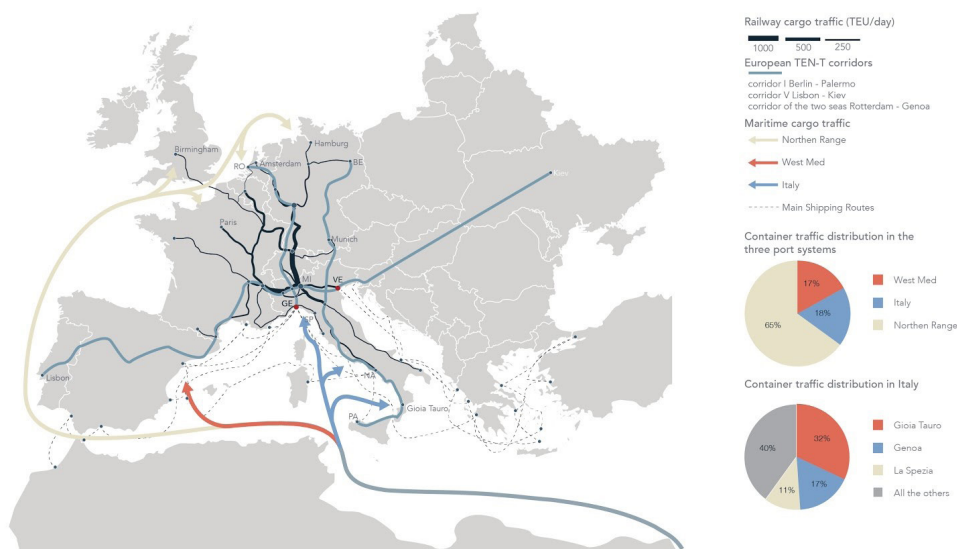 Birmingham
Hamburg
RO
Amsterdam
BE
Kiev
Paris
Munich
MI
VE
GE
SP
Lisbon
NA
Gioia Tauro
PA
Railway cargo traffic (TEU/day)
1000 500 250
European TEN-T corridors
corridor I Berlin - Palermo
corridor V Lisbon - Kiev
corridor of the two seas Rotterdam - Genoa
Maritime cargo traffic
Northen Range
West Med
Italy
Main Shipping Routes
Container traffic distribution in the
three port systems
17%
18%
65%
West Med
Italy
Northen Range
Container traffic distribution in Italy
32%
17%
11%
40%
Gioia Tauro
Genoa
La Spezia
All the others